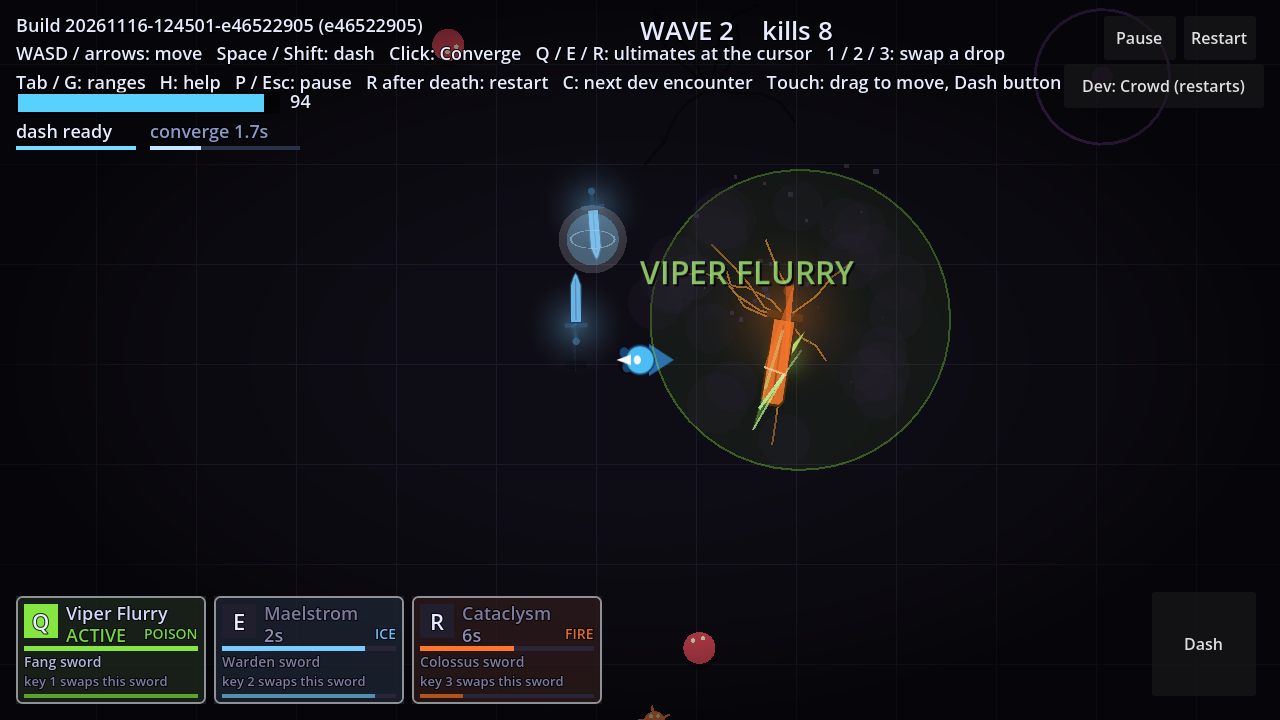 Build 20261116-124501-e46522905 (e46522905)
WAVE 2 kills 8
WASD / arrows: move Space / Shift: dash Click: Converge Q / E / R: ultimates at the cursor 1 / 2 / 3: swap a drop
Tab / G: ranges H: help P / Esc: pause R after death: restart C: next dev encounter Touch: drag to move, Dash button
Pause
Restart
Dev: Crowd (restarts)
94
dash ready
converge 1.7s
VIPER FLURRY
Q
Viper Flurry
ACTIVE
POISON
Fang sword
key 1 swaps this sword
E
Maelstrom
2s
ICE
Warden sword
key 2 swaps this sword
R
Cataclysm
6s
FIRE
Colossus sword
key 3 swaps this sword
Dash